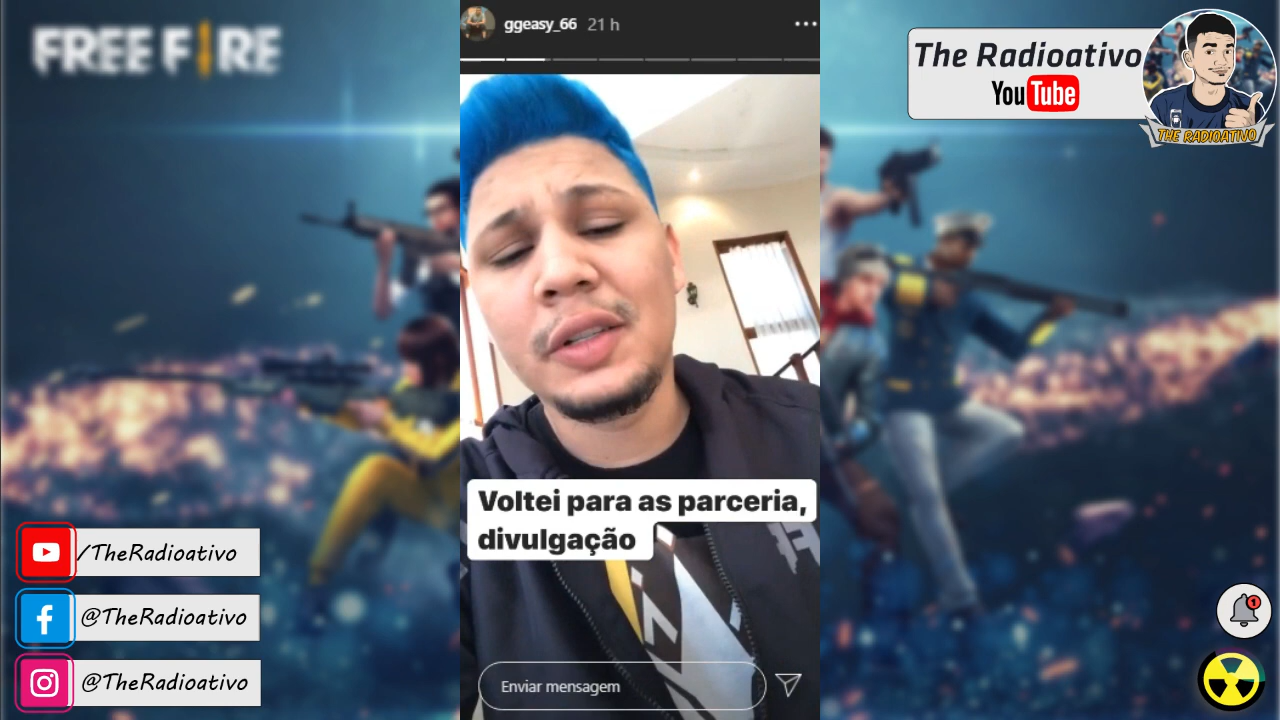 FREE FIRE
ggeasy_66 21 h
The Radioativo
YouTube
THE RADIOATIVO
Voltei para as parceria,
divulgação
/TheRadioativo
@TheRadioativo
@TheRadioativo
1
Enviar mensagem